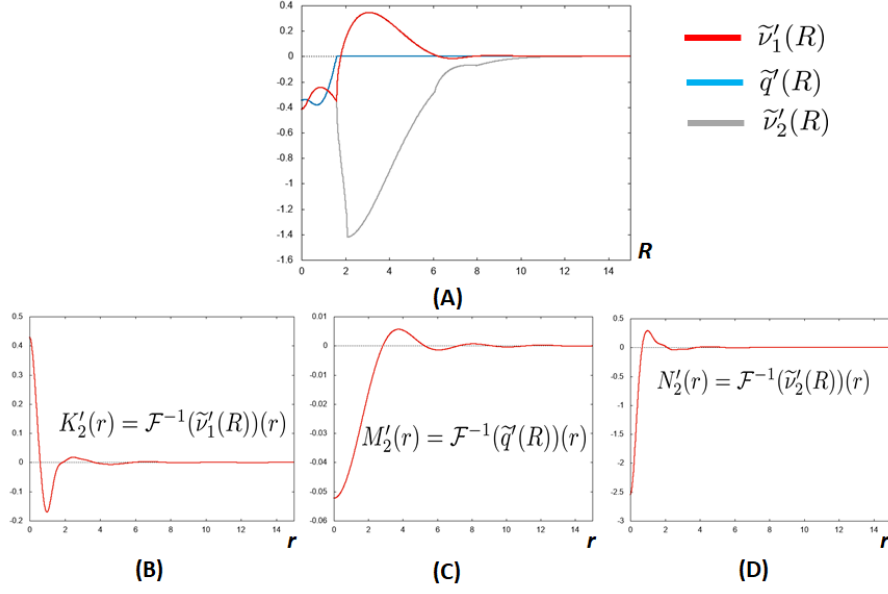 0.4
0.2
0
-0.2
-0.4
-0.6
-0.8
-1
-1.2
-1.4
-1.6
0 2 4 6 8 10 12 14
R
ν̃′₁(R)
q̃′(R)
ν̃′₂(R)
(A)
0.5
0.4
0.3
0.2
0.1
0
-0.1
-0.2
0 2 4 6 8 10 12 14
r
K′₂(r) = F⁻¹(ν̃′₁(R))(r)
(B)
0.01
0
-0.01
-0.02
-0.03
-0.04
-0.05
-0.06
0 2 4 6 8 10 12 14
r
M′₂(r) = F⁻¹(q̃′(R))(r)
(C)
0.5
0
-0.5
-1
-1.5
-2
-2.5
-3
0 2 4 6 8 10 12 14
r
N′₂(r) = F⁻¹(ν̃′₂(R))(r)
(D)